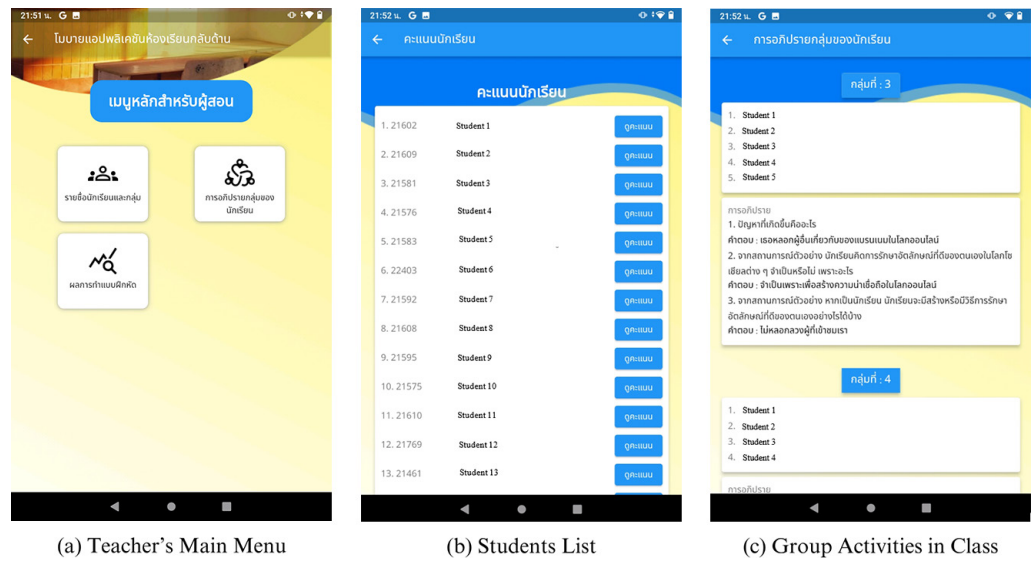 21:51 น. G
โมบายแอปพลิเคชันห้องเรียนกลับด้าน
เมนูหลักสำหรับผู้สอน
รายชื่อนักเรียนและกลุ่ม
การอภิปรายกลุ่มของ
นักเรียน
ผลการทำแบบฝึกหัด
(a) Teacher's Main Menu
21:52 น. G
คะแนนนักเรียน
คะแนนนักเรียน
1. 21602 Student 1 ดูคะแนน
2. 21609 Student 2 ดูคะแนน
3. 21581 Student 3 ดูคะแนน
4. 21576 Student 4 ดูคะแนน
5. 21583 Student 5 ดูคะแนน
6. 22403 Student 6 ดูคะแนน
7. 21592 Student 7 ดูคะแนน
8. 21608 Student 8 ดูคะแนน
9. 21595 Student 9 ดูคะแนน
10. 21575 Student 10 ดูคะแนน
11. 21610 Student 11 ดูคะแนน
12. 21769 Student 12 ดูคะแนน
13. 21461 Student 13 ดูคะแนน
(b) Students List
21:52 น. G
การอภิปรายกลุ่มของนักเรียน
กลุ่มที่ : 3
1. Student 1
2. Student 2
3. Student 3
4. Student 4
5. Student 5
การอภิปราย
1. ปัญหาที่เกิดขึ้นคืออะไร
คำตอบ : เธอหลอกผู้อื่นเกี่ยวกับของแบรนเนมในโลกออนไลน์
2. จากสถานการณ์ตัวอย่าง นักเรียนคิดการรักษาอัตลักษณ์ที่ดีของตนเองในโลกโซ
เชียลต่าง ๆ จำเป็นหรือไม่ เพราะอะไร
คำตอบ : จำเป็นเพราะเพื่อสร้างความน่าเชื่อถือในโลกออนไลน์
3. จากสถานการณ์ตัวอย่าง หากเป็นนักเรียน นักเรียนจะมีสร้างหรือมีวิธีการรักษา
อัตลักษณ์ที่ดีของตนเองอย่างไรได้บ้าง
คำตอบ : ไม่หลอกลวงผู้ที่เข้าชมเรา
กลุ่มที่ : 4
1. Student 1
2. Student 2
3. Student 3
4. Student 4
การอภิปราย
(c) Group Activities in Class